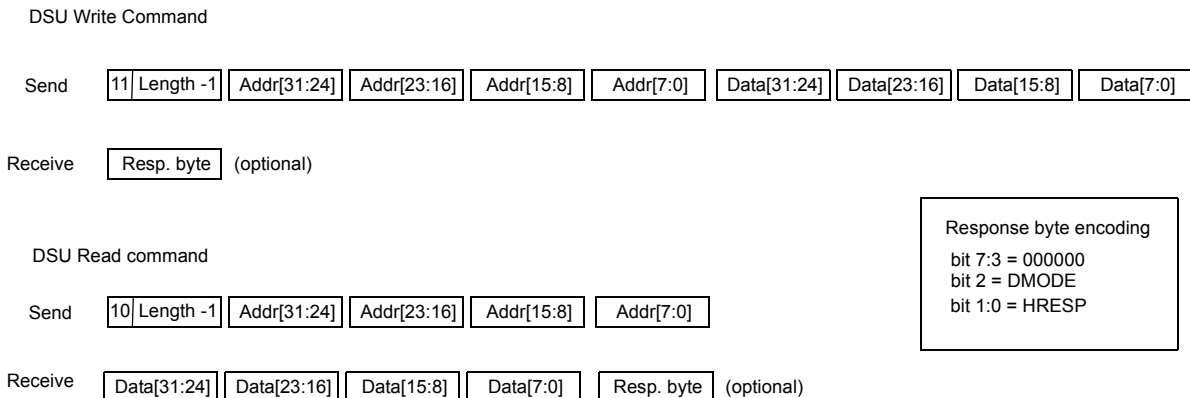 DSU Write Command
Send 11 Length -1 Addr[31:24] Addr[23:16] Addr[15:8] Addr[7:0] Data[31:24] Data[23:16] Data[15:8] Data[7:0]
Receive Resp. byte (optional)
Response byte encoding
bit 7:3 = 000000
bit 2 = DMODE
bit 1:0 = HRESP
DSU Read command
Send 10 Length -1 Addr[31:24] Addr[23:16] Addr[15:8] Addr[7:0]
Receive Data[31:24] Data[23:16] Data[15:8] Data[7:0] Resp. byte (optional)